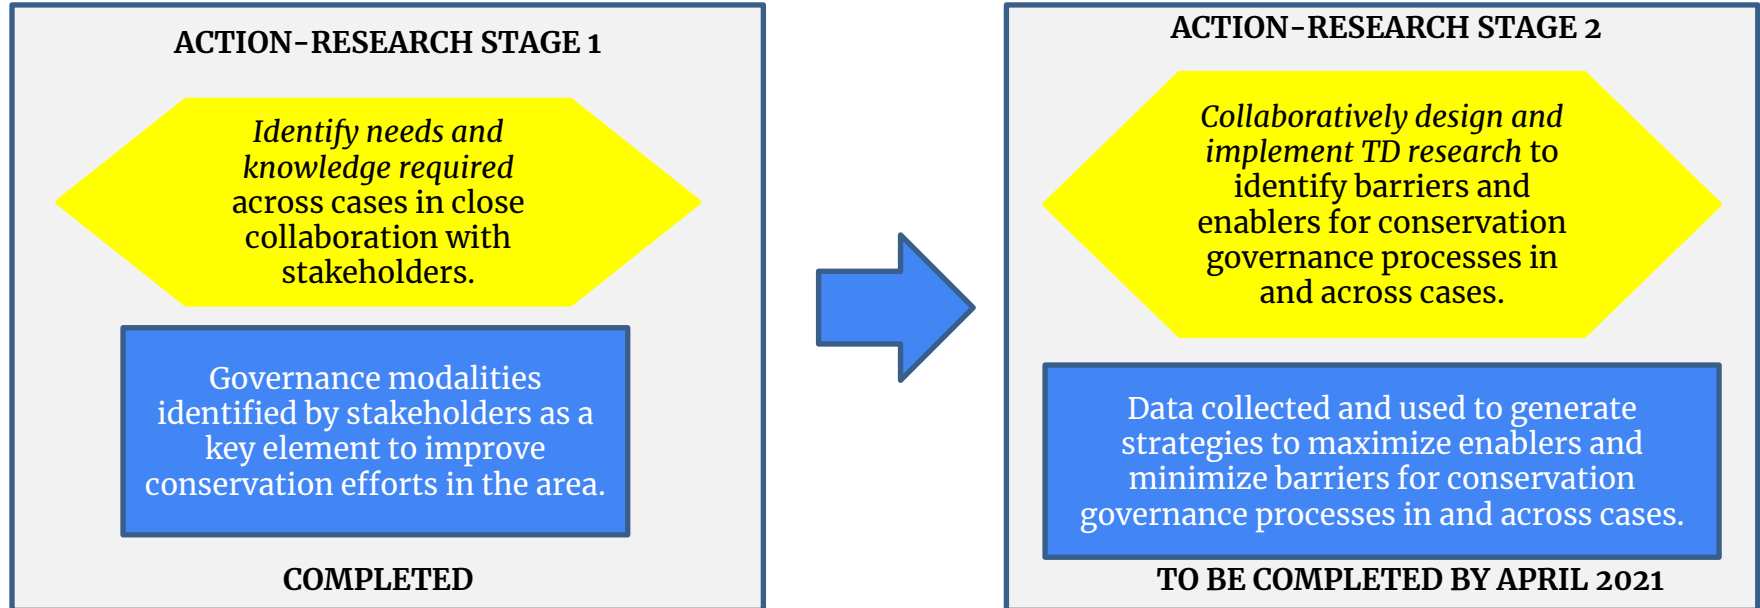 ACTION-RESEARCH STAGE 1
Identify needs and
knowledge required
across cases in close
collaboration with
stakeholders.
Governance modalities
identified by stakeholders as a
key element to improve
conservation efforts in the area.
COMPLETED
ACTION-RESEARCH STAGE 2
Collaboratively design and
implement TD research to
identify barriers and
enablers for conservation
governance processes in
and across cases.
Data collected and used to generate
strategies to maximize enablers and
minimize barriers for conservation
governance processes in and across cases.
TO BE COMPLETED BY APRIL 2021